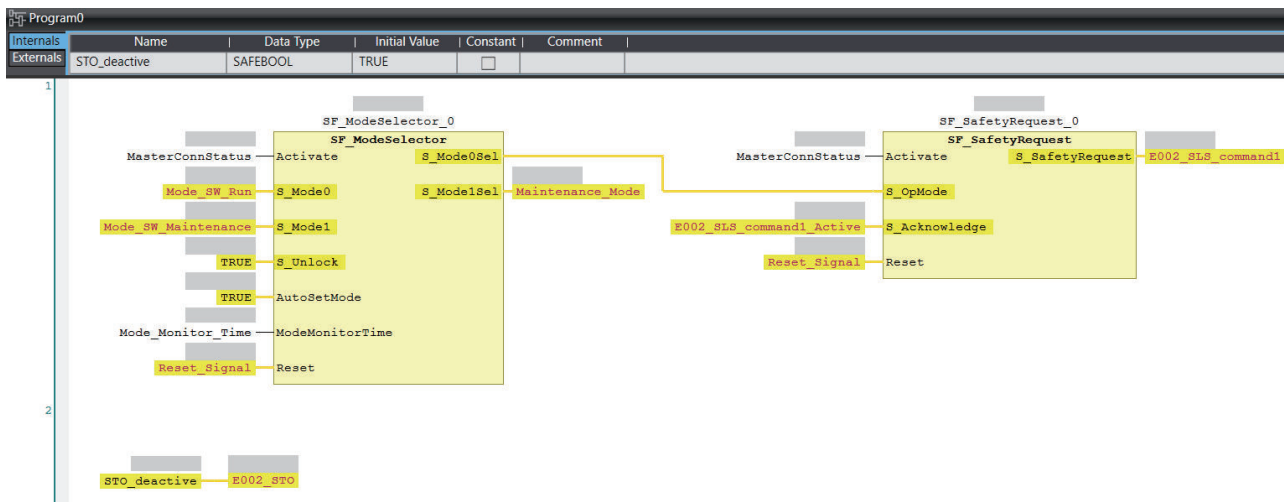 Program0
Internals Name Data Type Initial Value Constant Comment
Externals STO_deactive SAFEBOOL TRUE
1
SF_ModeSelector_0
SF_ModeSelector
MasterConnStatus Activate S_Mode0Sel
Mode_SW_Run S_Mode0 S_Mode1Sel Maintenance_Mode
Mode_SW_Maintenance S_Mode1
TRUE S_Unlock
TRUE AutoSetMode
Mode_Monitor_Time ModeMonitorTime
Reset_Signal Reset
SF_SafetyRequest_0
SF_SafetyRequest
MasterConnStatus Activate S_SafetyRequest E002_SLS_command1
S_OpMode
E002_SLS_command1_Active S_Acknowledge
Reset_Signal Reset
2
STO_deactive E002_STO